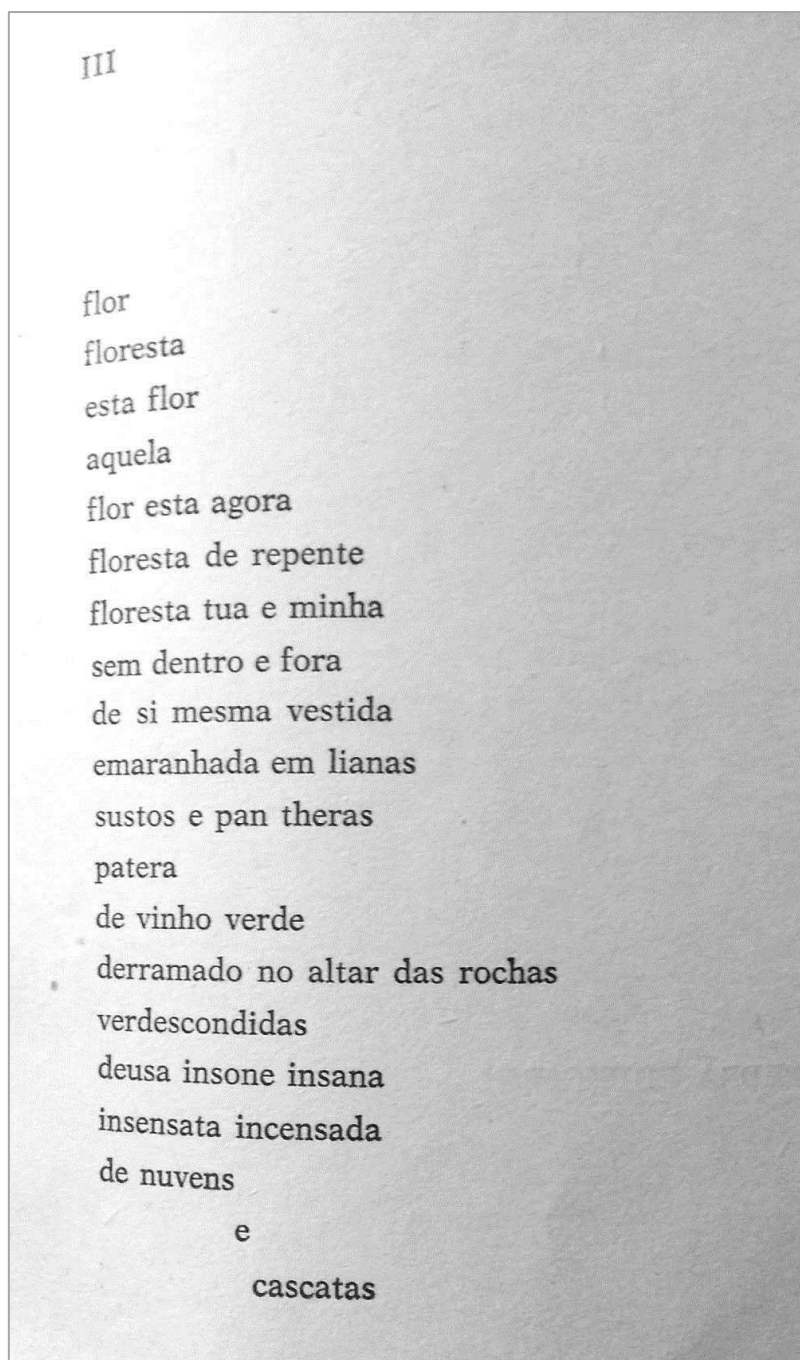 III
flor
floresta
esta flor
aquela
flor esta agora
floresta de repente
floresta tua e minha
sem dentro e fora
de si mesma vestida
emaranhada em lianas
sustos e pan theras
patera
de vinho verde
derramado no altar das rochas
verdescondidas
deusa insone insana
insensata incensada
de nuvens
e
cascatas